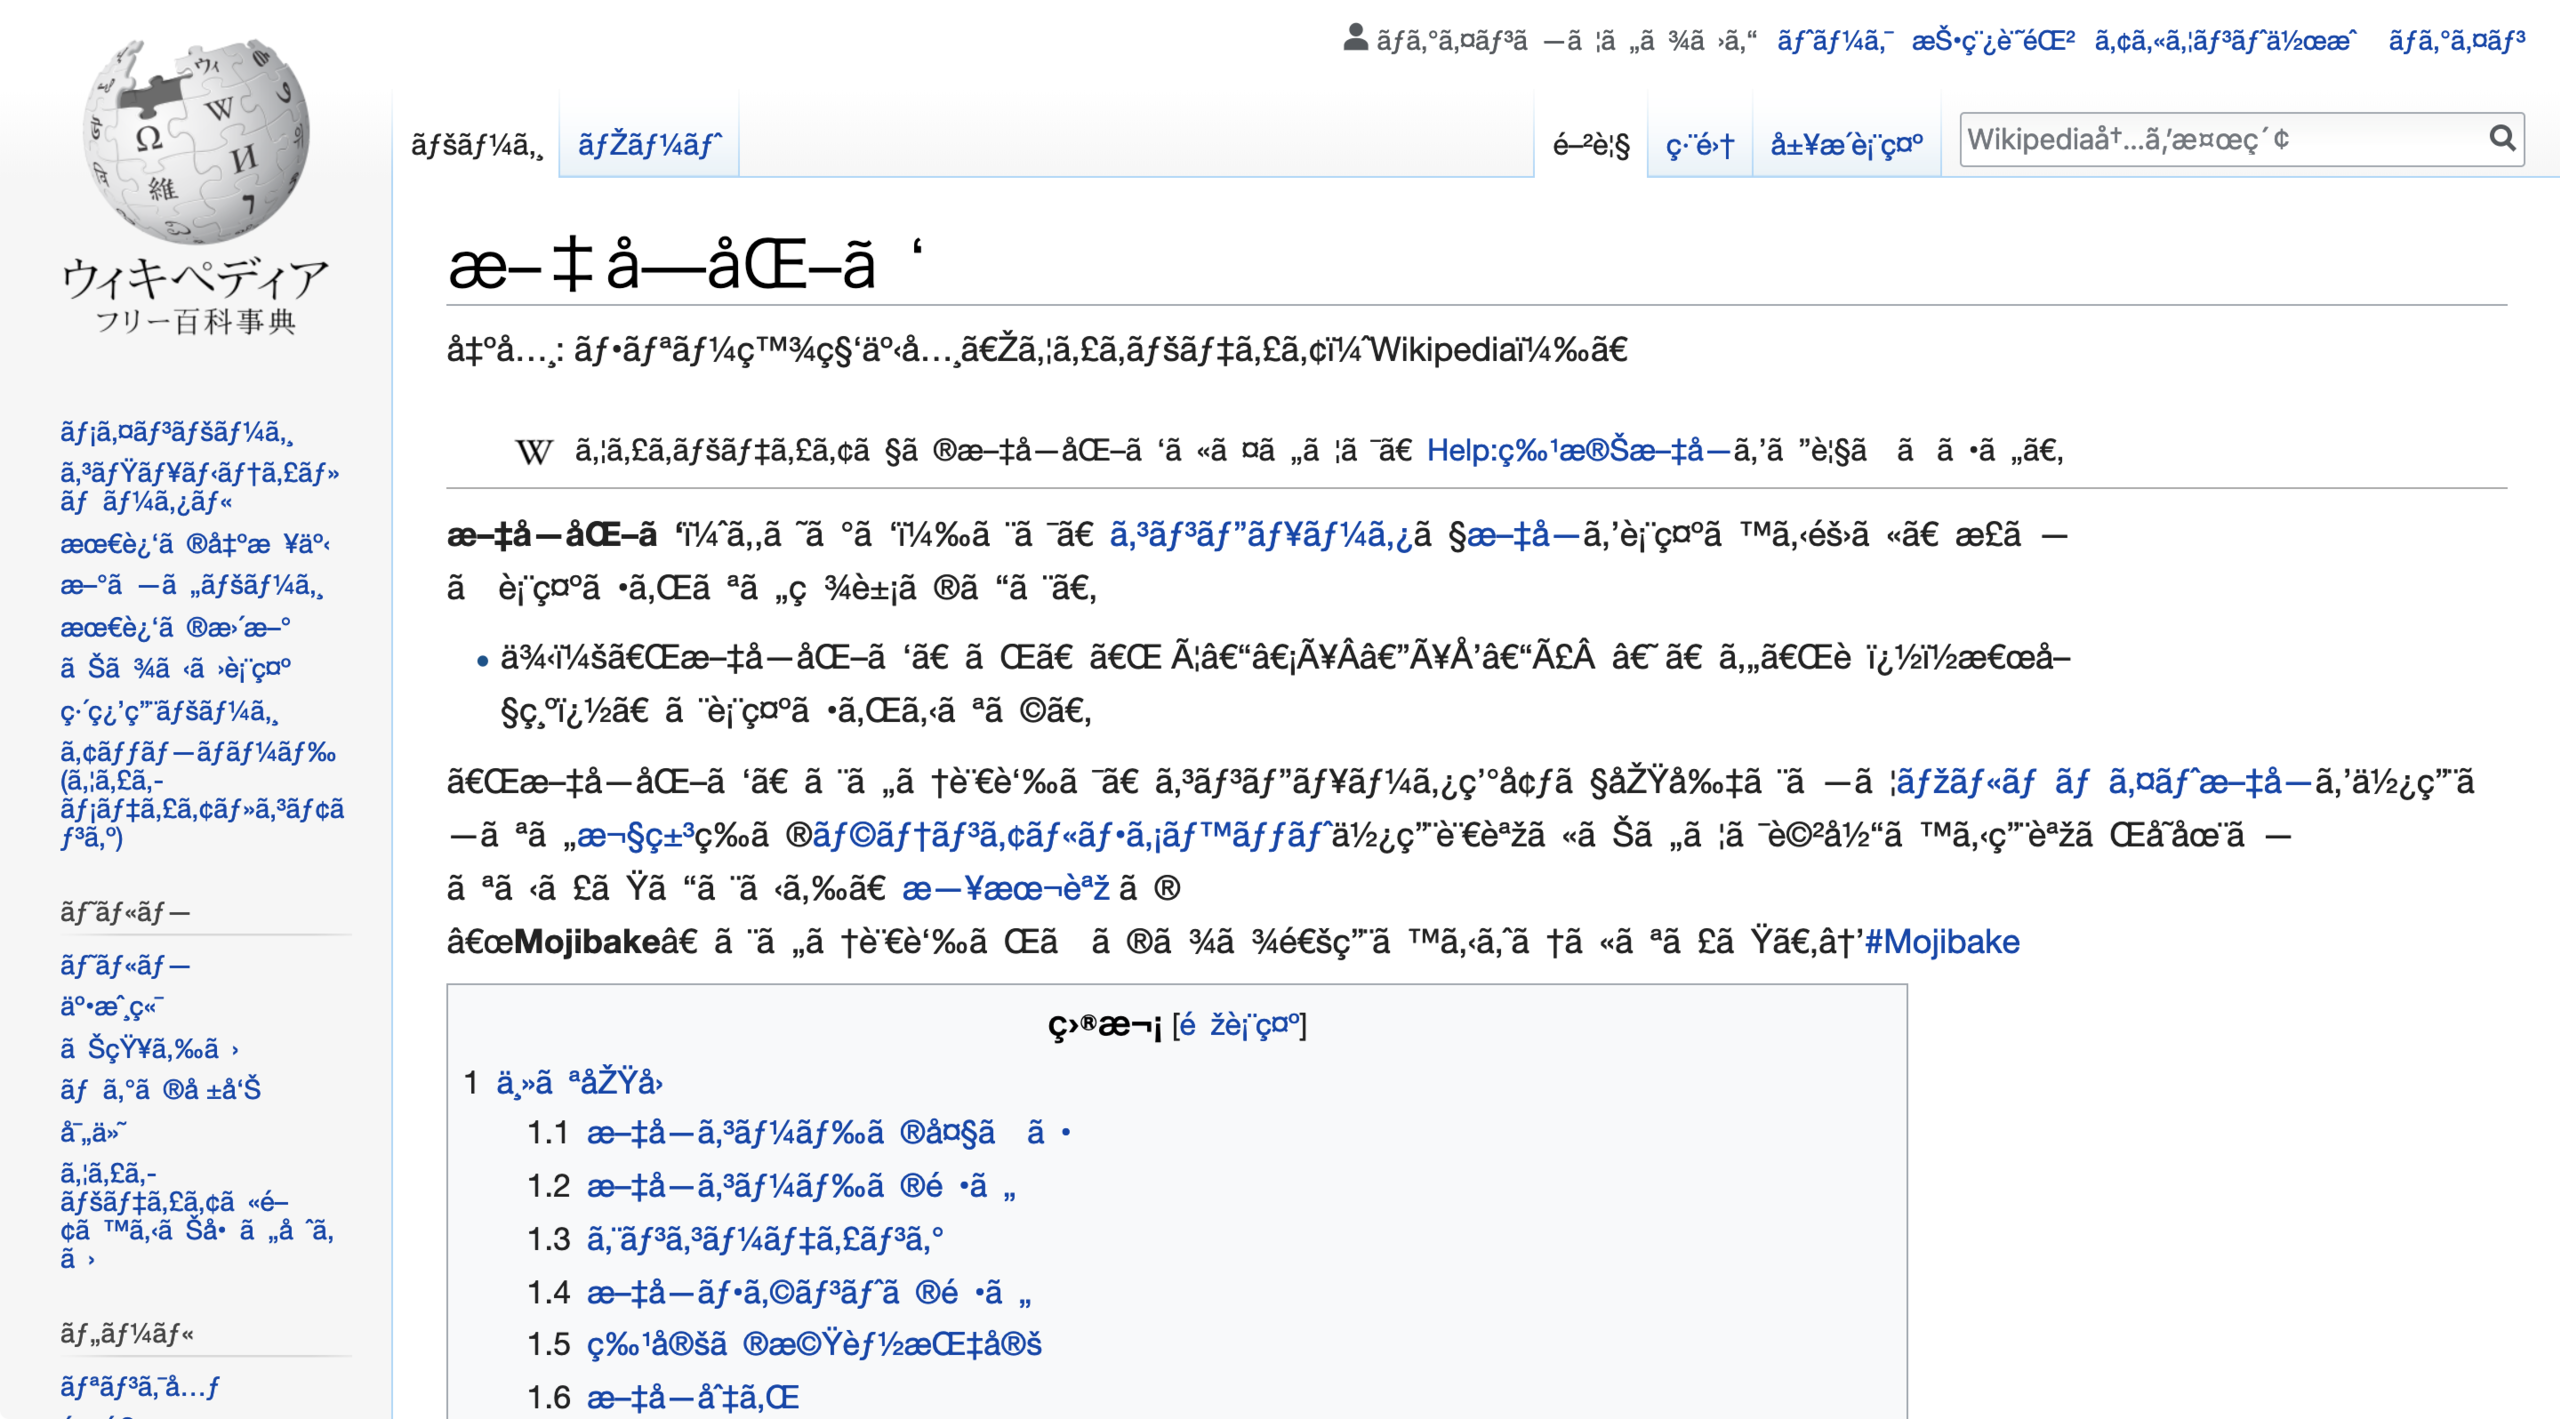 ãƒ­ã‚°ã‚¤ãƒ³ã —ã ¦ã „ã ¾ã ›ã‚“ ãƒˆãƒ¼ã‚¯ æŠ•ç¨¿è¨˜éŒ² ã‚¢ã‚«ã‚¦ãƒ³ãƒˆä½œæˆ ãƒ­ã‚°ã‚¤ãƒ³
ãƒšãƒ¼ã‚¸ ãƒŽãƒ¼ãƒˆ é–²è¦§ ç·¨é›† å±¥æ­´è¡¨ç¤º Wikipediaå†…ã‚’æ¤œç´¢
ウィキペディア
フリー百科事典
æ–‡å—åŒ–ã ‘
å‡ºå…¸: ãƒ•ãƒªãƒ¼ç™¾ç§‘äº‹å…¸ã€Žã‚¦ã‚£ã‚­ãƒšãƒ‡ã‚£ã‚¢ï¼ˆWikipediaï¼‰ã€
W ã‚¦ã‚£ã‚­ãƒšãƒ‡ã‚£ã‚¢ã §ã ®æ–‡å—åŒ–ã ‘ã «ã ¤ã „ã ¦ã ¯ã€ Help:ç‰¹æ®Šæ–‡å—ã‚’ã ”è¦§ã ã ã •ã „ã€‚
æ–‡å—åŒ–ã ‘ï¼ˆã‚‚ã ˜ã °ã ‘ï¼‰ã ¨ã ¯ã€ ã‚³ãƒ³ãƒ”ãƒ¥ãƒ¼ã‚¿ã §æ–‡å—ã‚’è¡¨ç¤ºã ™ã‚‹éš›ã «ã€ æ­£ã —
ã è¡¨ç¤ºã •ã‚Œã ªã „ç ¾è±¡ã ®ã “ã ¨ã€‚
• ä¾‹ï¼šã€Œæ–‡å—åŒ–ã ‘ã€ ã Œã€ ã€Œ Ã¦â€“â€¡Ã¥Ââ€”Ã¥Å’â€“Ã£Â â€˜ ã€ ã‚„ã€Œè ï¿½ï½­æ€œå–
§ç¸ºï¿½ã€ ã ¨è¡¨ç¤ºã •ã‚Œã‚‹ã ªã ©ã€‚
ã€Œæ–‡å—åŒ–ã ‘ã€ ã ¨ã „ã †è¨€è‘‰ã ¯ã€ ã‚³ãƒ³ãƒ”ãƒ¥ãƒ¼ã‚¿ç’°å¢ƒã §åŽŸå‰‡ã ¨ã —ã ¦ãƒžãƒ«ãƒ ãƒ ã‚¤ãƒˆæ–‡å—ã‚’ä½¿ç”¨ã
—ã ªã „æ¬§ç±³ç‰ã ®ãƒ©ãƒ†ãƒ³ã‚¢ãƒ«ãƒ•ã‚¡ãƒ™ãƒƒãƒˆä½¿ç”¨è¨€èªžã «ã Šã „ã ¦ã ¯è©²å½“ã ™ã‚‹ç”¨èªžã Œå­˜åœ¨ã —
ã ªã ‹ã £ã Ÿã “ã ¨ã ‹ã‚‰ã€ æ—¥æœ¬èªž ã ®
â€œMojibakeâ€ ã ¨ã „ã †è¨€è‘‰ã Œã ã ®ã ¾ã ¾é€šç”¨ã ™ã‚‹ã‚ˆã †ã «ã ªã £ã Ÿã€‚â†’#Mojibake
ç›®æ¬¡ [é žè¡¨ç¤º]
1 ä¸»ã ªåŽŸå›
1.1 æ–‡å—ã‚³ãƒ¼ãƒ‰ã ®å¤§ã ã •
1.2 æ–‡å—ã‚³ãƒ¼ãƒ‰ã ®é •ã „
1.3 ã‚¨ãƒ³ã‚³ãƒ¼ãƒ‡ã‚£ãƒ³ã‚°
1.4 æ–‡å—ãƒ•ã‚©ãƒ³ãƒˆã ®é •ã „
1.5 ç‰¹å®šã ®æ©Ÿèƒ½æŒ‡å®š
1.6 æ–‡å—åˆ‡ã‚Œ
ãƒ¡ã‚¤ãƒ³ãƒšãƒ¼ã‚¸
ã‚³ãƒŸãƒ¥ãƒ‹ãƒ†ã‚£ãƒ»
ãƒ ãƒ¼ã‚¿ãƒ«
æœ€è¿‘ã ®å‡ºæ ¥äº‹
æ–°ã —ã „ãƒšãƒ¼ã‚¸
æœ€è¿‘ã ®æ›´æ–°
ã Šã ¾ã ‹ã ›è¡¨ç¤º
ç·´ç¿’ç”¨ãƒšãƒ¼ã‚¸
ã‚¢ãƒƒãƒ—ãƒ­ãƒ¼ãƒ‰
(ã‚¦ã‚£ã‚-
ãƒ¡ãƒ‡ã‚£ã‚¢ãƒ»ã‚³ãƒ¢ã
ƒ³ã‚º)
ãƒ˜ãƒ«ãƒ—
ãƒ˜ãƒ«ãƒ—
äº•æˆ¸ç«¯
ã ŠçŸ¥ã‚‰ã ›
ãƒ ã‚°ã ®å ±å‘Š
å¯„ä»˜
ã‚¦ã‚£ã‚-
ãƒšãƒ‡ã‚£ã‚¢ã «é–
¢ã ™ã‚‹ã Šå• ã „å ˆã‚
ã ›
ãƒ„ãƒ¼ãƒ«
ãƒªãƒ³ã‚¯å…ƒ